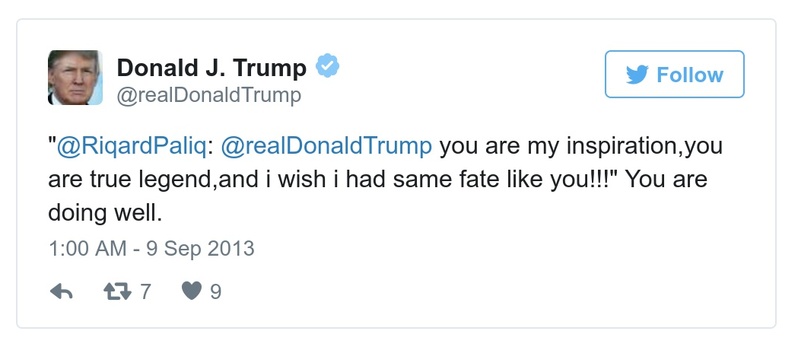 Donald J. Trump
@realDonaldTrump
Follow
"@RiqardPaliq: @realDonaldTrump you are my inspiration,you
are true legend,and i wish i had same fate like you!!!" You are
doing well.
1:00 AM - 9 Sep 2013
7 9